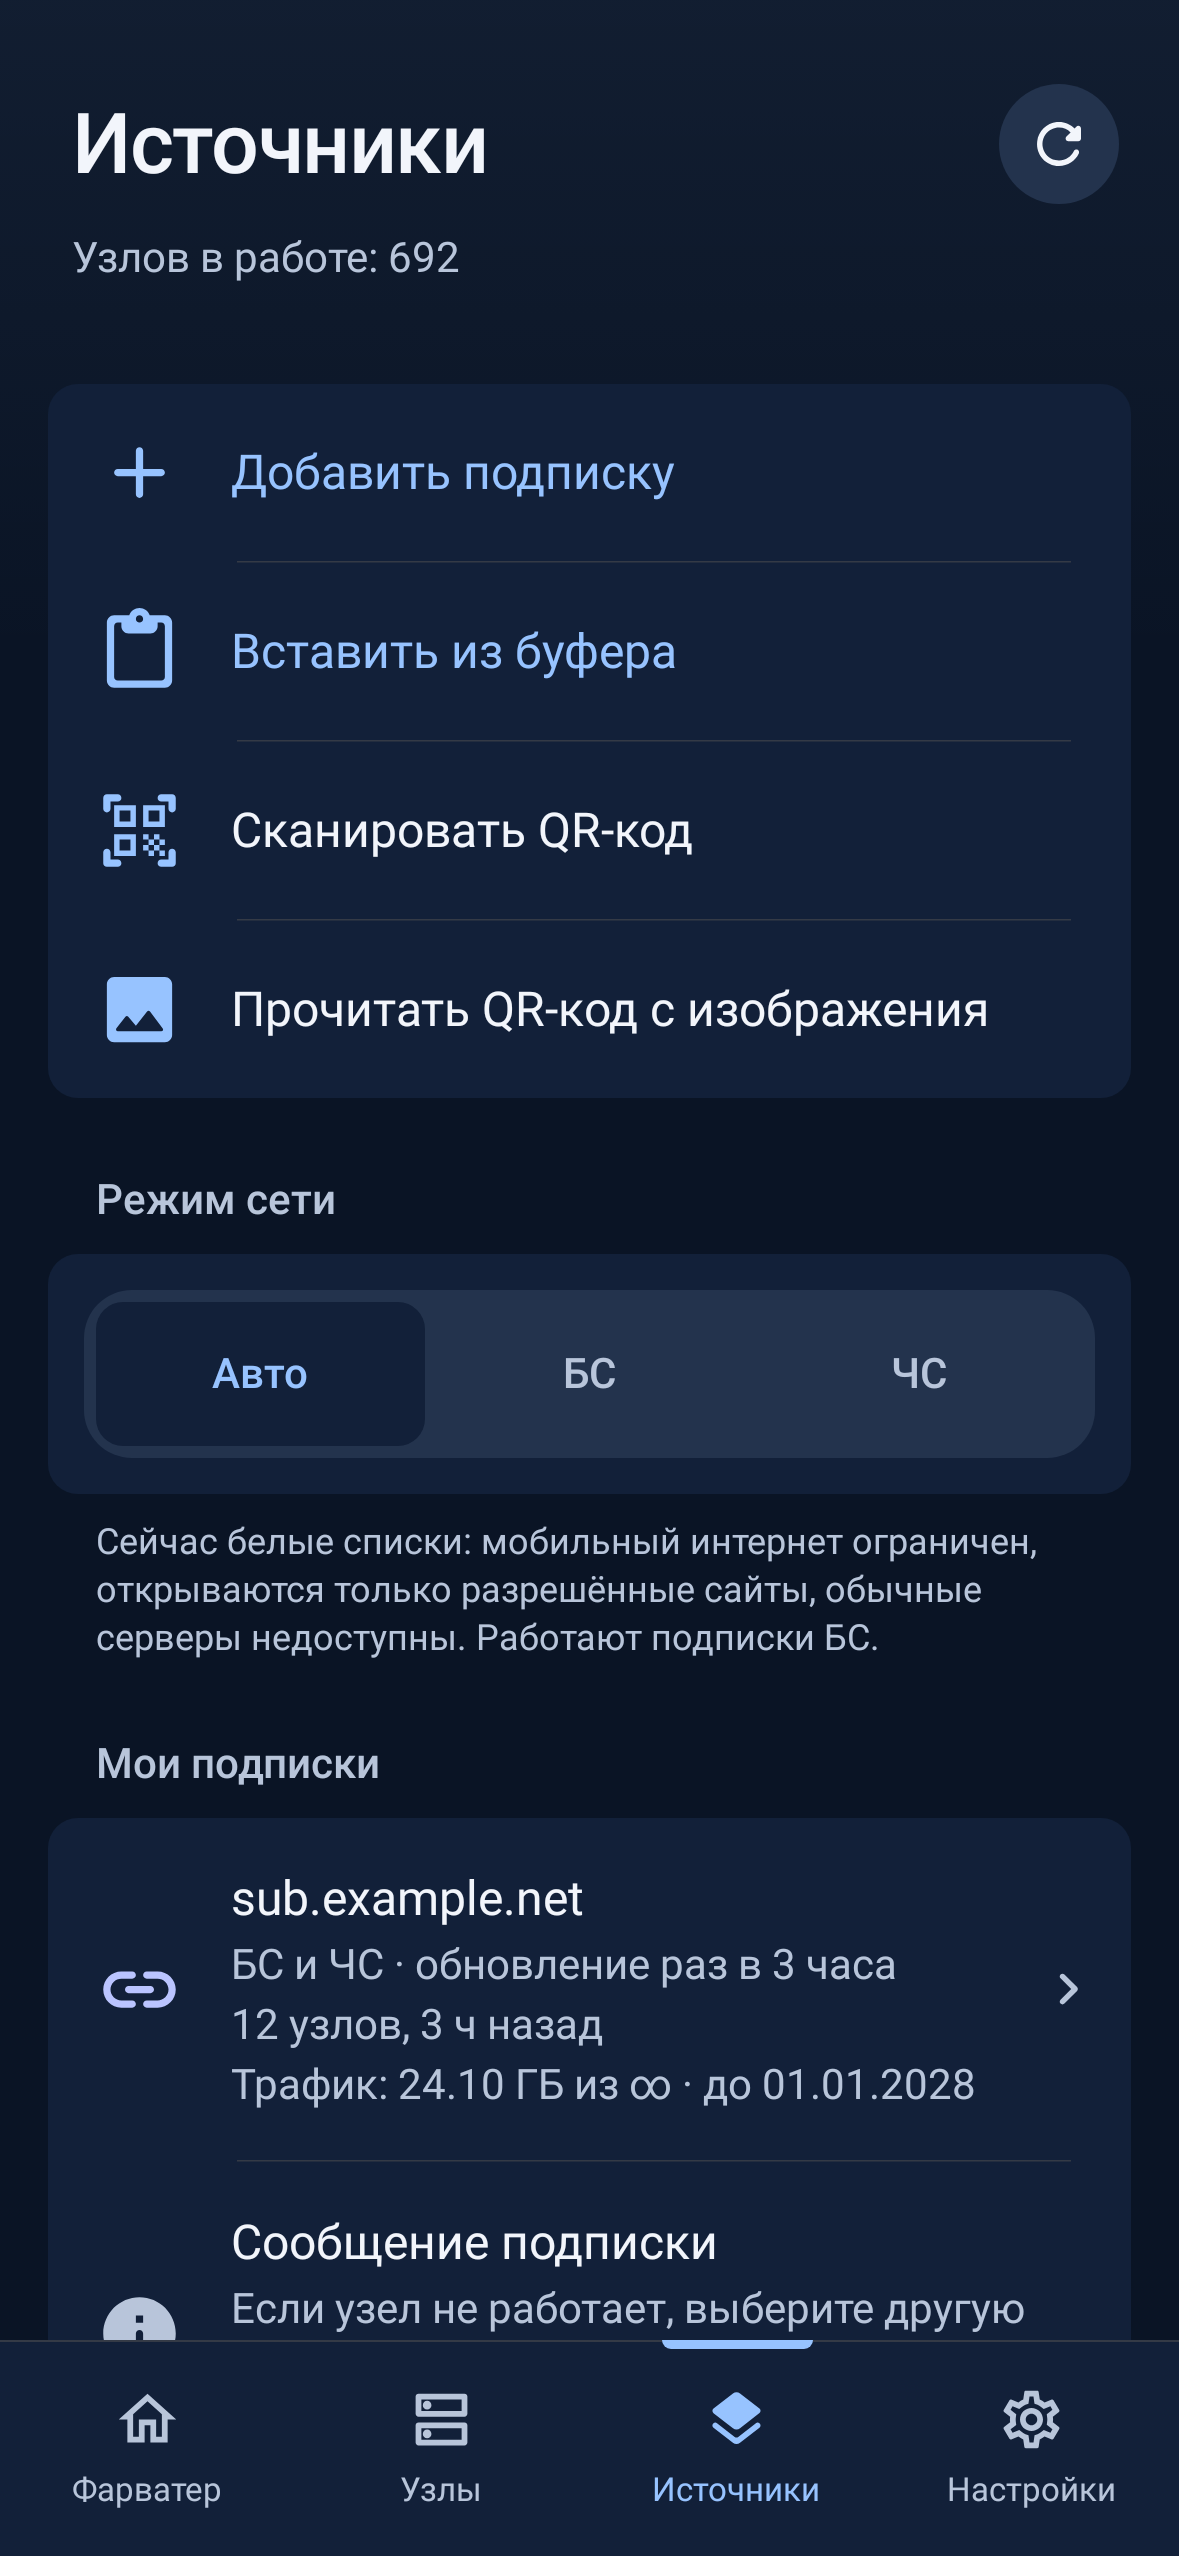 Источники
Узлов в работе: 692
Добавить подписку
Вставить из буфера
Сканировать QR-код
Прочитать QR-код с изображения
Режим сети
Авто
БС
ЧС
Сейчас белые списки: мобильный интернет ограничен,
открываются только разрешённые сайты, обычные
серверы недоступны. Работают подписки БС.
Мои подписки
sub.example.net
БС и ЧС · обновление раз в 3 часа
12 узлов, 3 ч назад
Трафик: 24.10 ГБ из ∞ · до 01.01.2028
Сообщение подписки
Если узел не работает, выберите другую
Фарватер
Узлы
Источники
Настройки